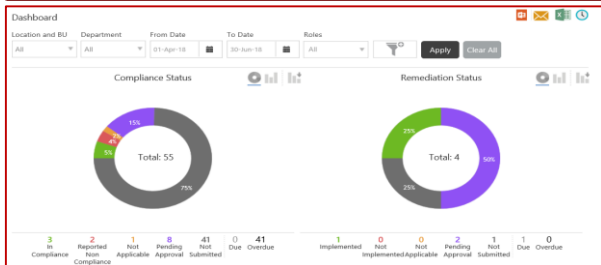 Dashboard
Location and BU Department From Date To Date Roles
All All 01-Apr-18 30-Jun-18 All Apply Clear All
Compliance Status Remediation Status
15%
4%
5%
Total: 55
75%
25%
Total: 4
50%
25%
3 2 1 8 41 0 41
In Reported Not Pending Not Due Overdue
Compliance Non Applicable Approval Submitted
Compliance
1 0 0 2 1 1 0
Implemented Not Not Pending Not Due Overdue
Implemented Applicable Approval Submitted